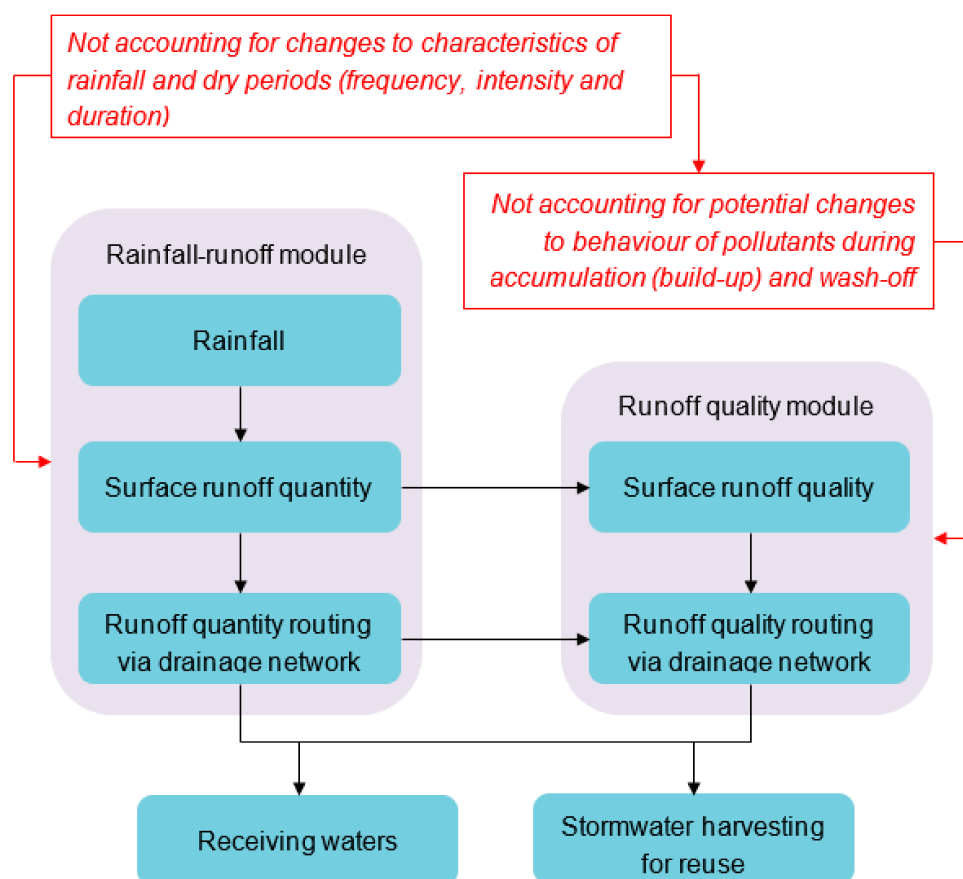 Not accounting for changes to characteristics of
rainfall and dry periods (frequency, intensity and
duration)
Not accounting for potential changes
to behaviour of pollutants during
accumulation (build-up) and wash-off
Rainfall-runoff module
Rainfall
Surface runoff quantity
Runoff quantity routing
via drainage network
Runoff quality module
Surface runoff quality
Runoff quality routing
via drainage network
Receiving waters
Stormwater harvesting
for reuse